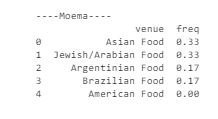 ----Moema----
venue freq
0 Asian Food 0.33
1 Jewish/Arabian Food 0.33
2 Argentinian Food 0.17
3 Brazilian Food 0.17
4 American Food 0.00